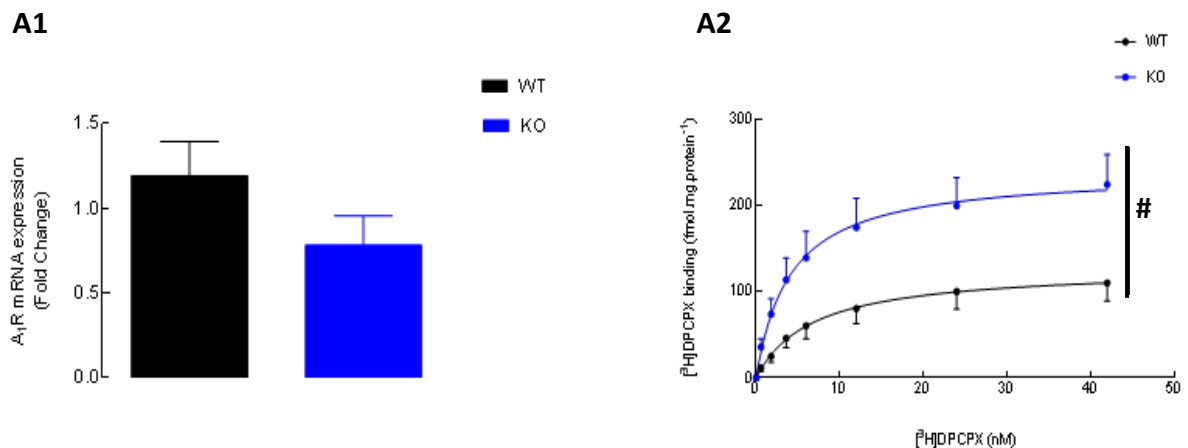 A1
WT
KO
1.5
1.0
0.5
0.0
A₁R mRNA expression
(Fold Change)
A2
WT
KO
300
200
100
0
[³H]DPCPX binding (fmol.mg.protein⁻¹)
#
0 10 20 30 40 50
[³H]DPCPX (nM)